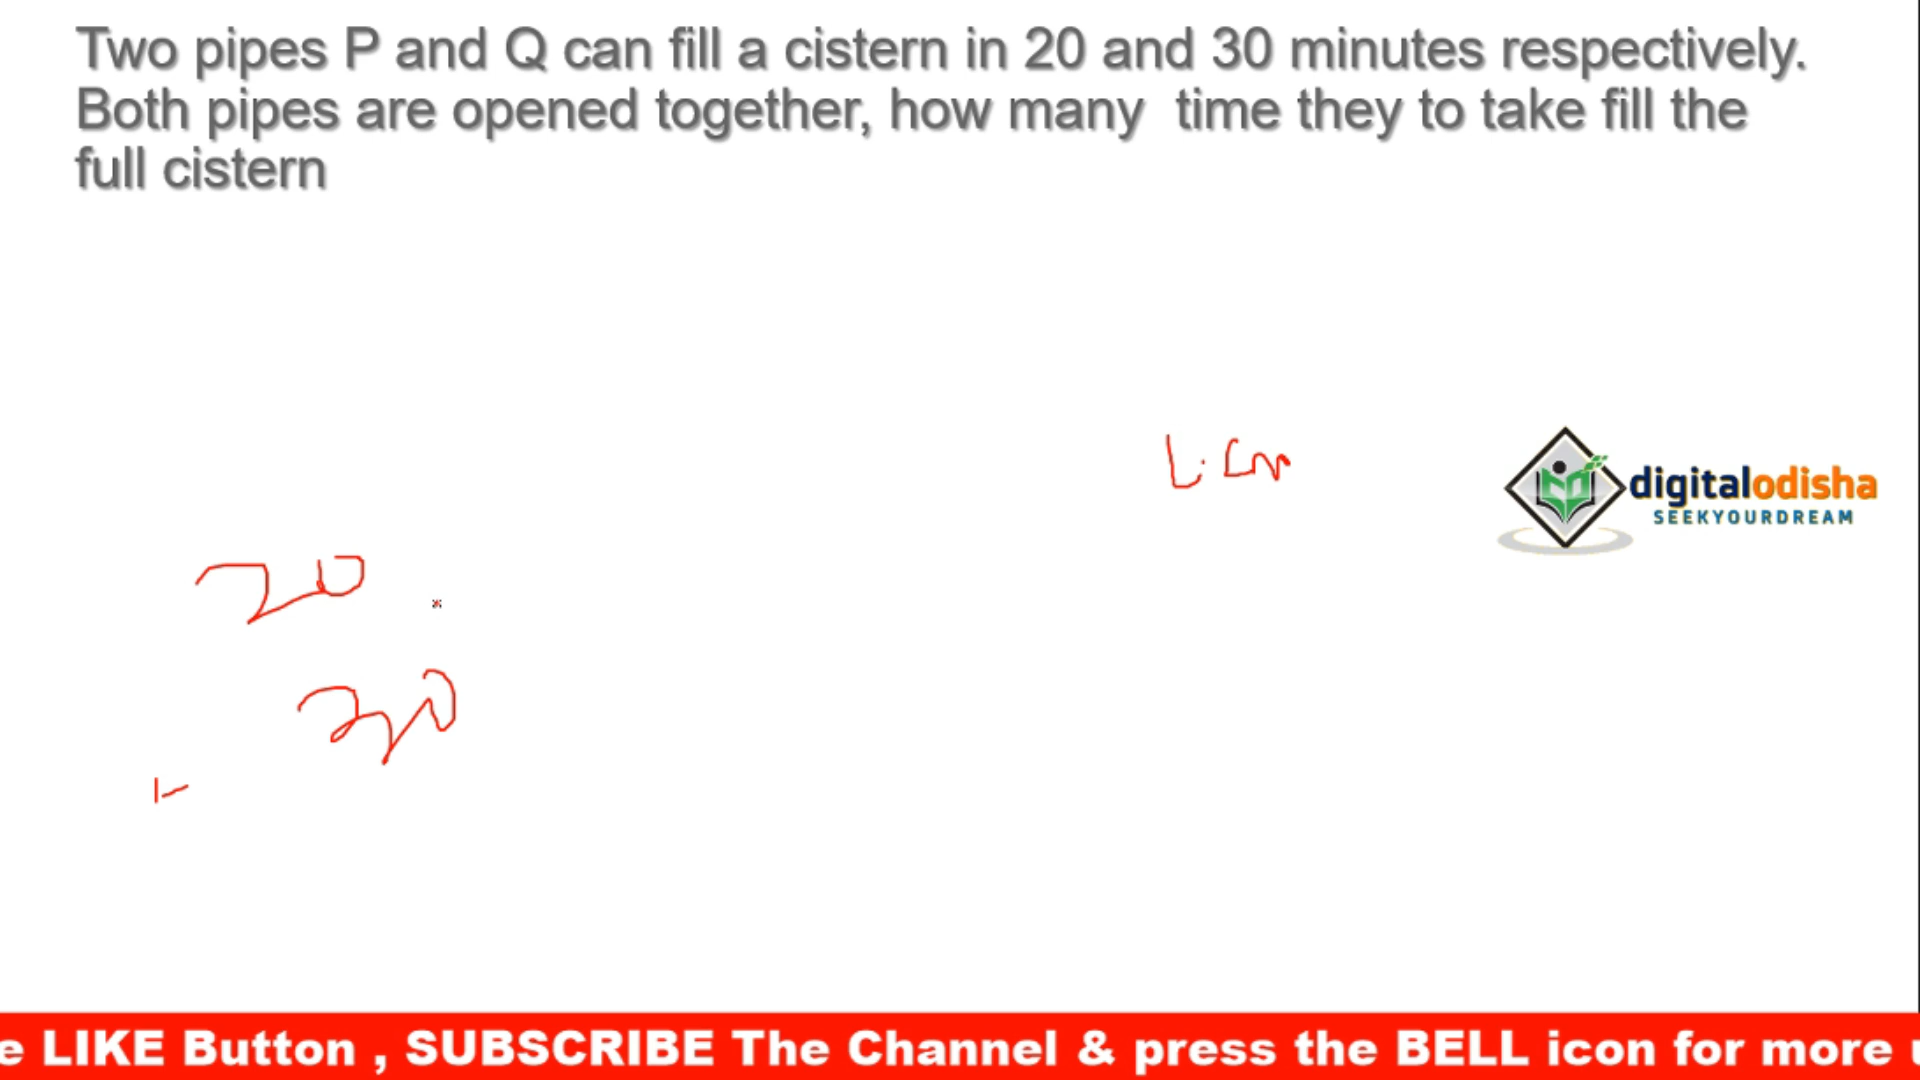 Two pipes P and Q can fill a cistern in 20 and 30 minutes respectively.
Both pipes are opened together, how many time they to take fill the
full cistern
L.Cm
digitalodisha
SEEKYOURDREAM
20
30
e LIKE Button , SUBSCRIBE The Channel & press the BELL icon for more